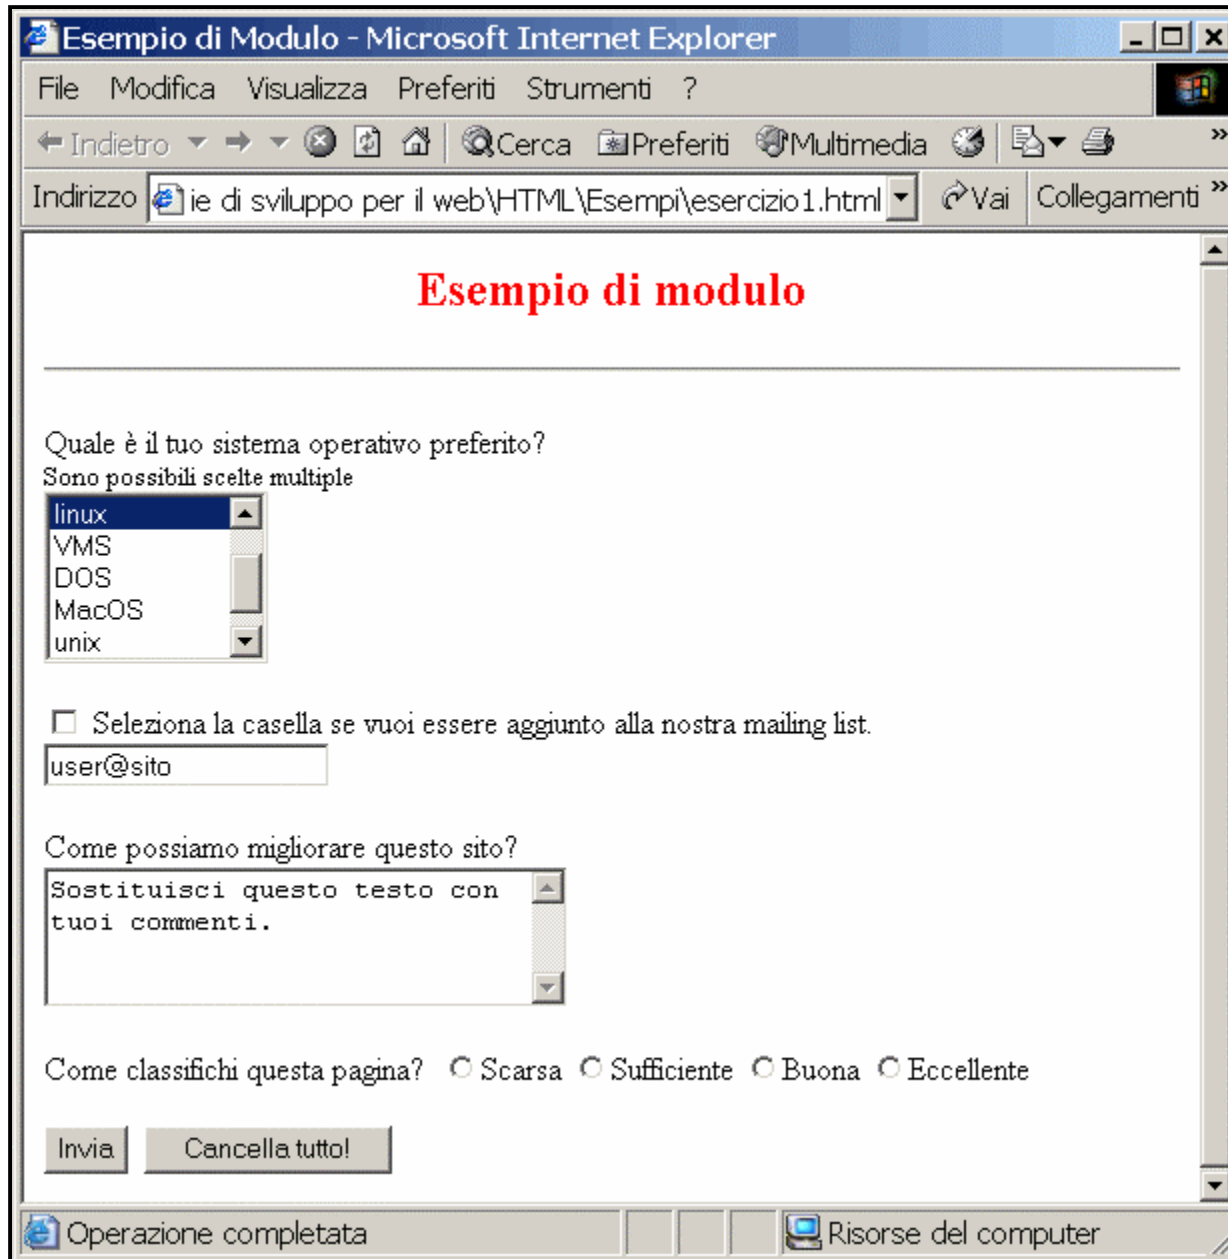 Esempio di Modulo - Microsoft Internet Explorer
File Modifica Visualizza Preferiti Strumenti ?
Indietro Cerca Preferiti Multimedia »
Indirizzo ie di sviluppo per il web\HTML\Esempi\esercizio1.html Vai Collegamenti »
Esempio di modulo
Quale è il tuo sistema operativo preferito?
Sono possibili scelte multiple
linux
VMS
DOS
MacOS
unix
Seleziona la casella se vuoi essere aggiunto alla nostra mailing list.
user@sito
Come possiamo migliorare questo sito?
Sostituisci questo testo con
tuoi commenti.
Come classifichi questa pagina? Scarsa Sufficiente Buona Eccellente
Invia Cancella tutto!
Operazione completata Risorse del computer